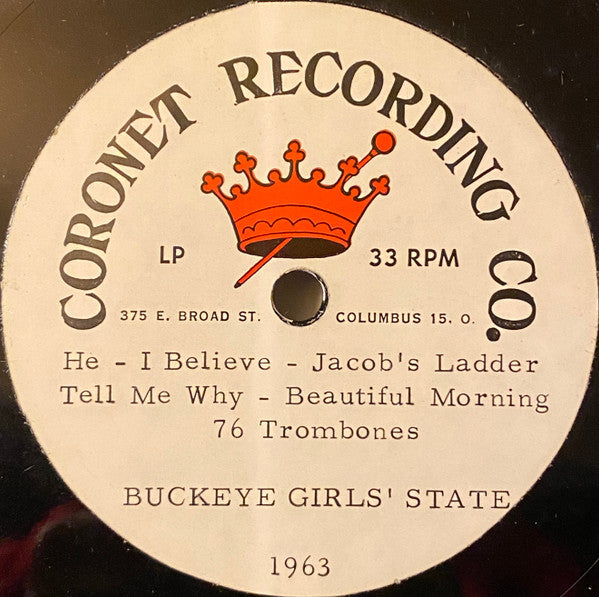 CORONET RECORDING CO.
LP 33 RPM
375 E. BROAD ST. COLUMBUS 15, O.
He - I Believe - Jacob's Ladder
Tell Me Why - Beautiful Morning
76 Trombones
BUCKEYE GIRLS' STATE
1963